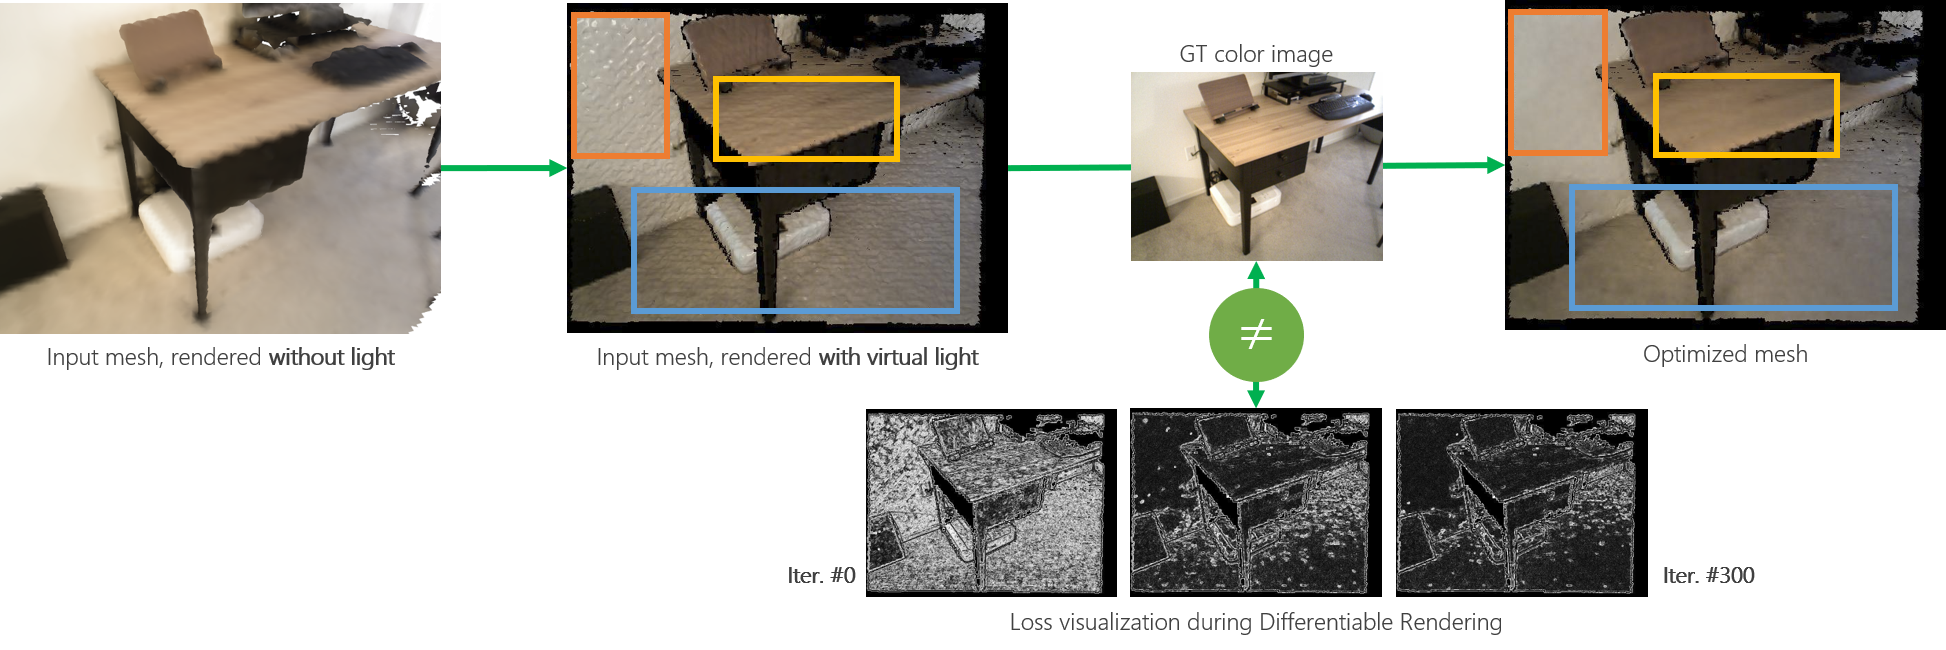 GT color image
≠
Input mesh, rendered without light
Input mesh, rendered with virtual light
Optimized mesh
Iter. #0
Iter. #300
Loss visualization during Differentiable Rendering